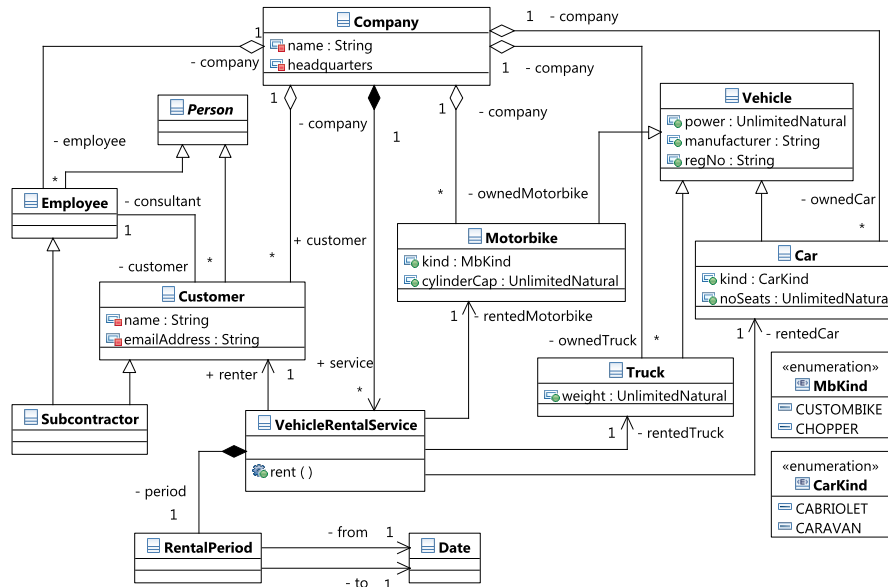 Company
name : String
headquarters
1
- company
1 - company
1
- company
1
- company
1
1
- company
Person
- employee
*
Employee
- consultant
1
- customer
*
*
+ customer
Vehicle
power : UnlimitedNatural
manufacturer : String
regNo : String
*
- ownedMotorbike
- ownedCar
*
Motorbike
kind : MbKind
cylinderCap : UnlimitedNatural
Car
kind : CarKind
noSeats : UnlimitedNatura
Customer
name : String
emailAddress : String
1 - rentedMotorbike
1 - rentedCar
- ownedTruck
*
+ renter
1
+ service
*
Truck
weight : UnlimitedNatural
«enumeration»
MbKind
CUSTOMBIKE
CHOPPER
Subcontractor
VehicleRentalService
rent ( )
1 - rentedTruck
«enumeration»
CarKind
CABRIOLET
CARAVAN
- period
1
RentalPeriod
- from 1
Date
- to 1